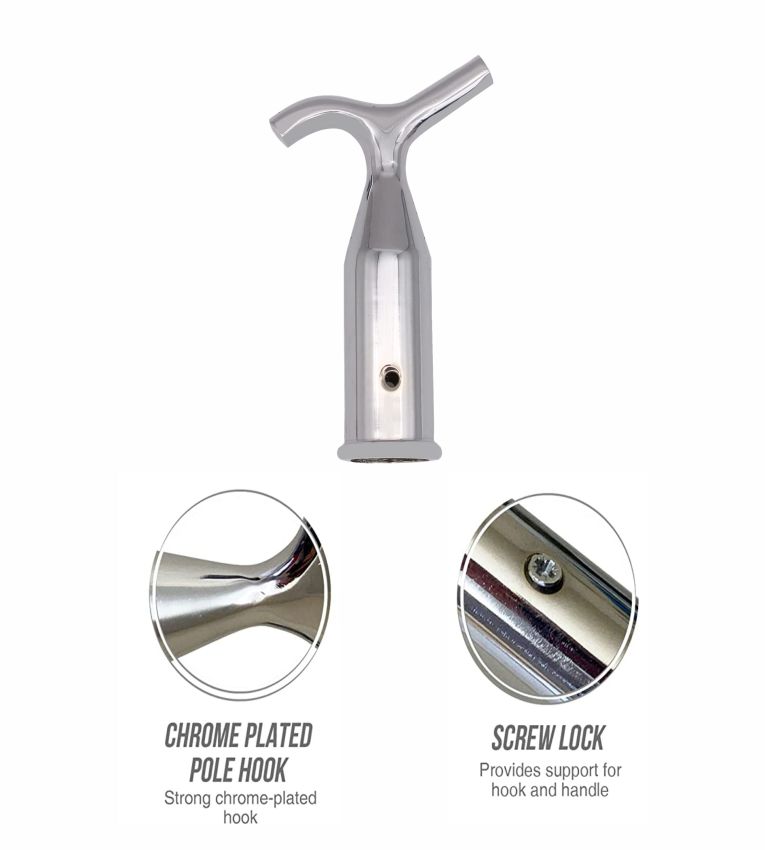 CHROME PLATED
POLE HOOK
Strong chrome-plated
hook
SCREW LOCK
Provides support for
hook and handle